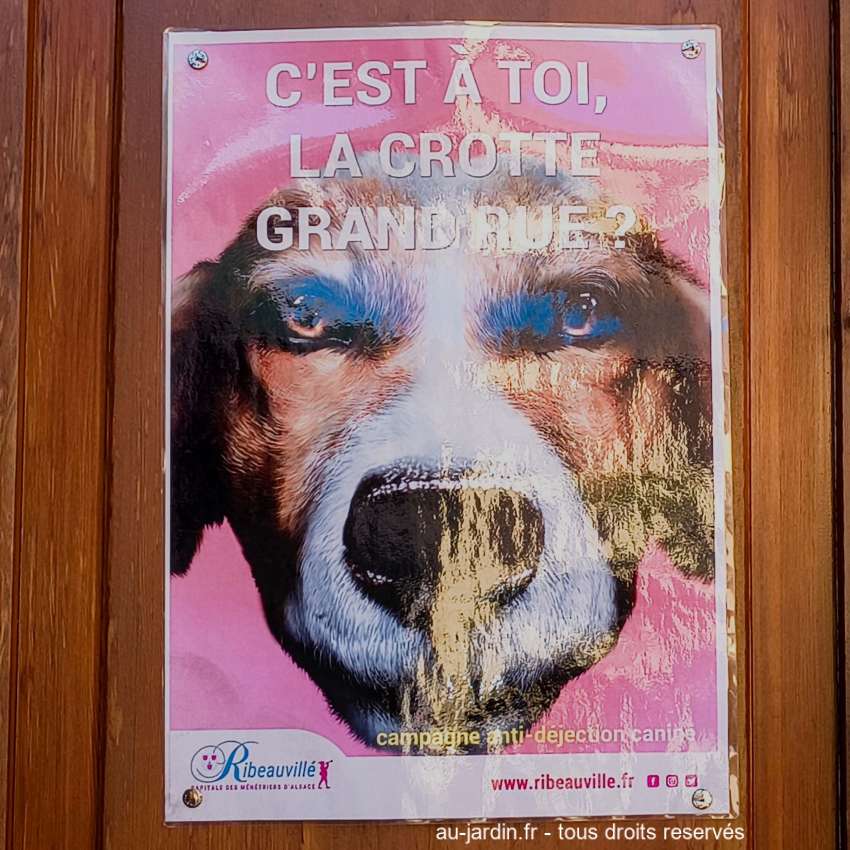 C'EST À TOI,
LA CROTTE
GRAND RUE ?
campagne anti-déjection canine
Ribeauvillé
CAPITALE DES MÉNÉTRIERS D'ALSACE
www.ribeauville.fr
au-jardin.fr - tous droits reservés